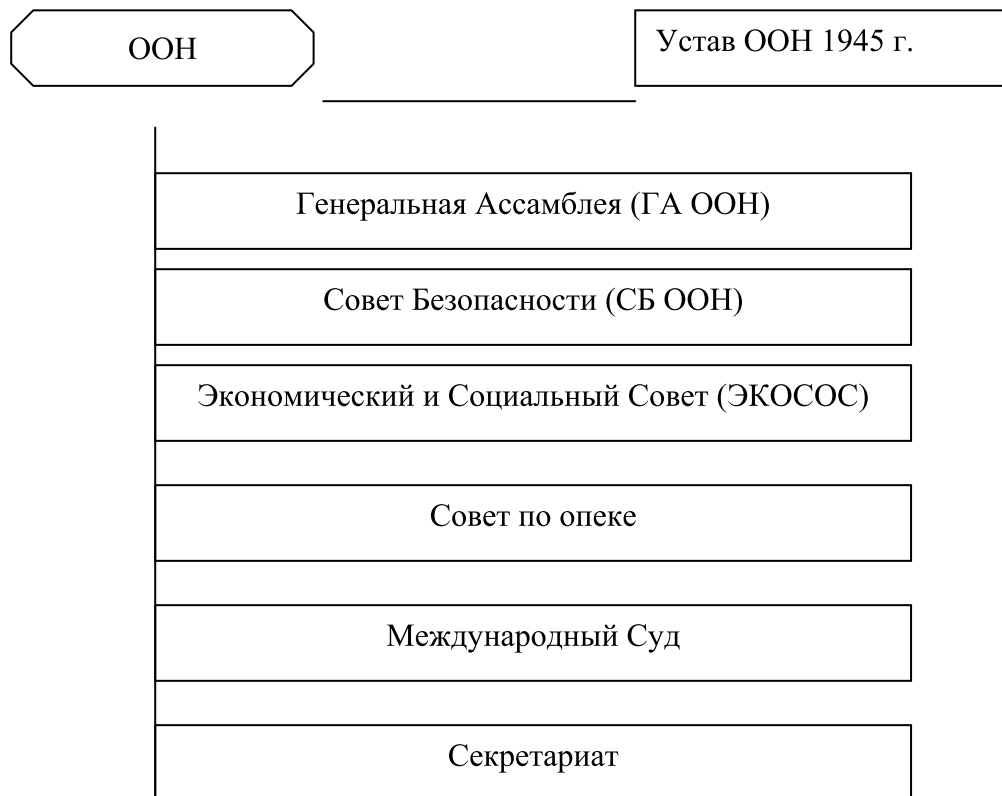 ООН
Устав ООН 1945 г.
Генеральная Ассамблея (ГА ООН)
Совет Безопасности (СБ ООН)
Экономический и Социальный Совет (ЭКОСОС)
Совет по опеке
Международный Суд
Секретариат